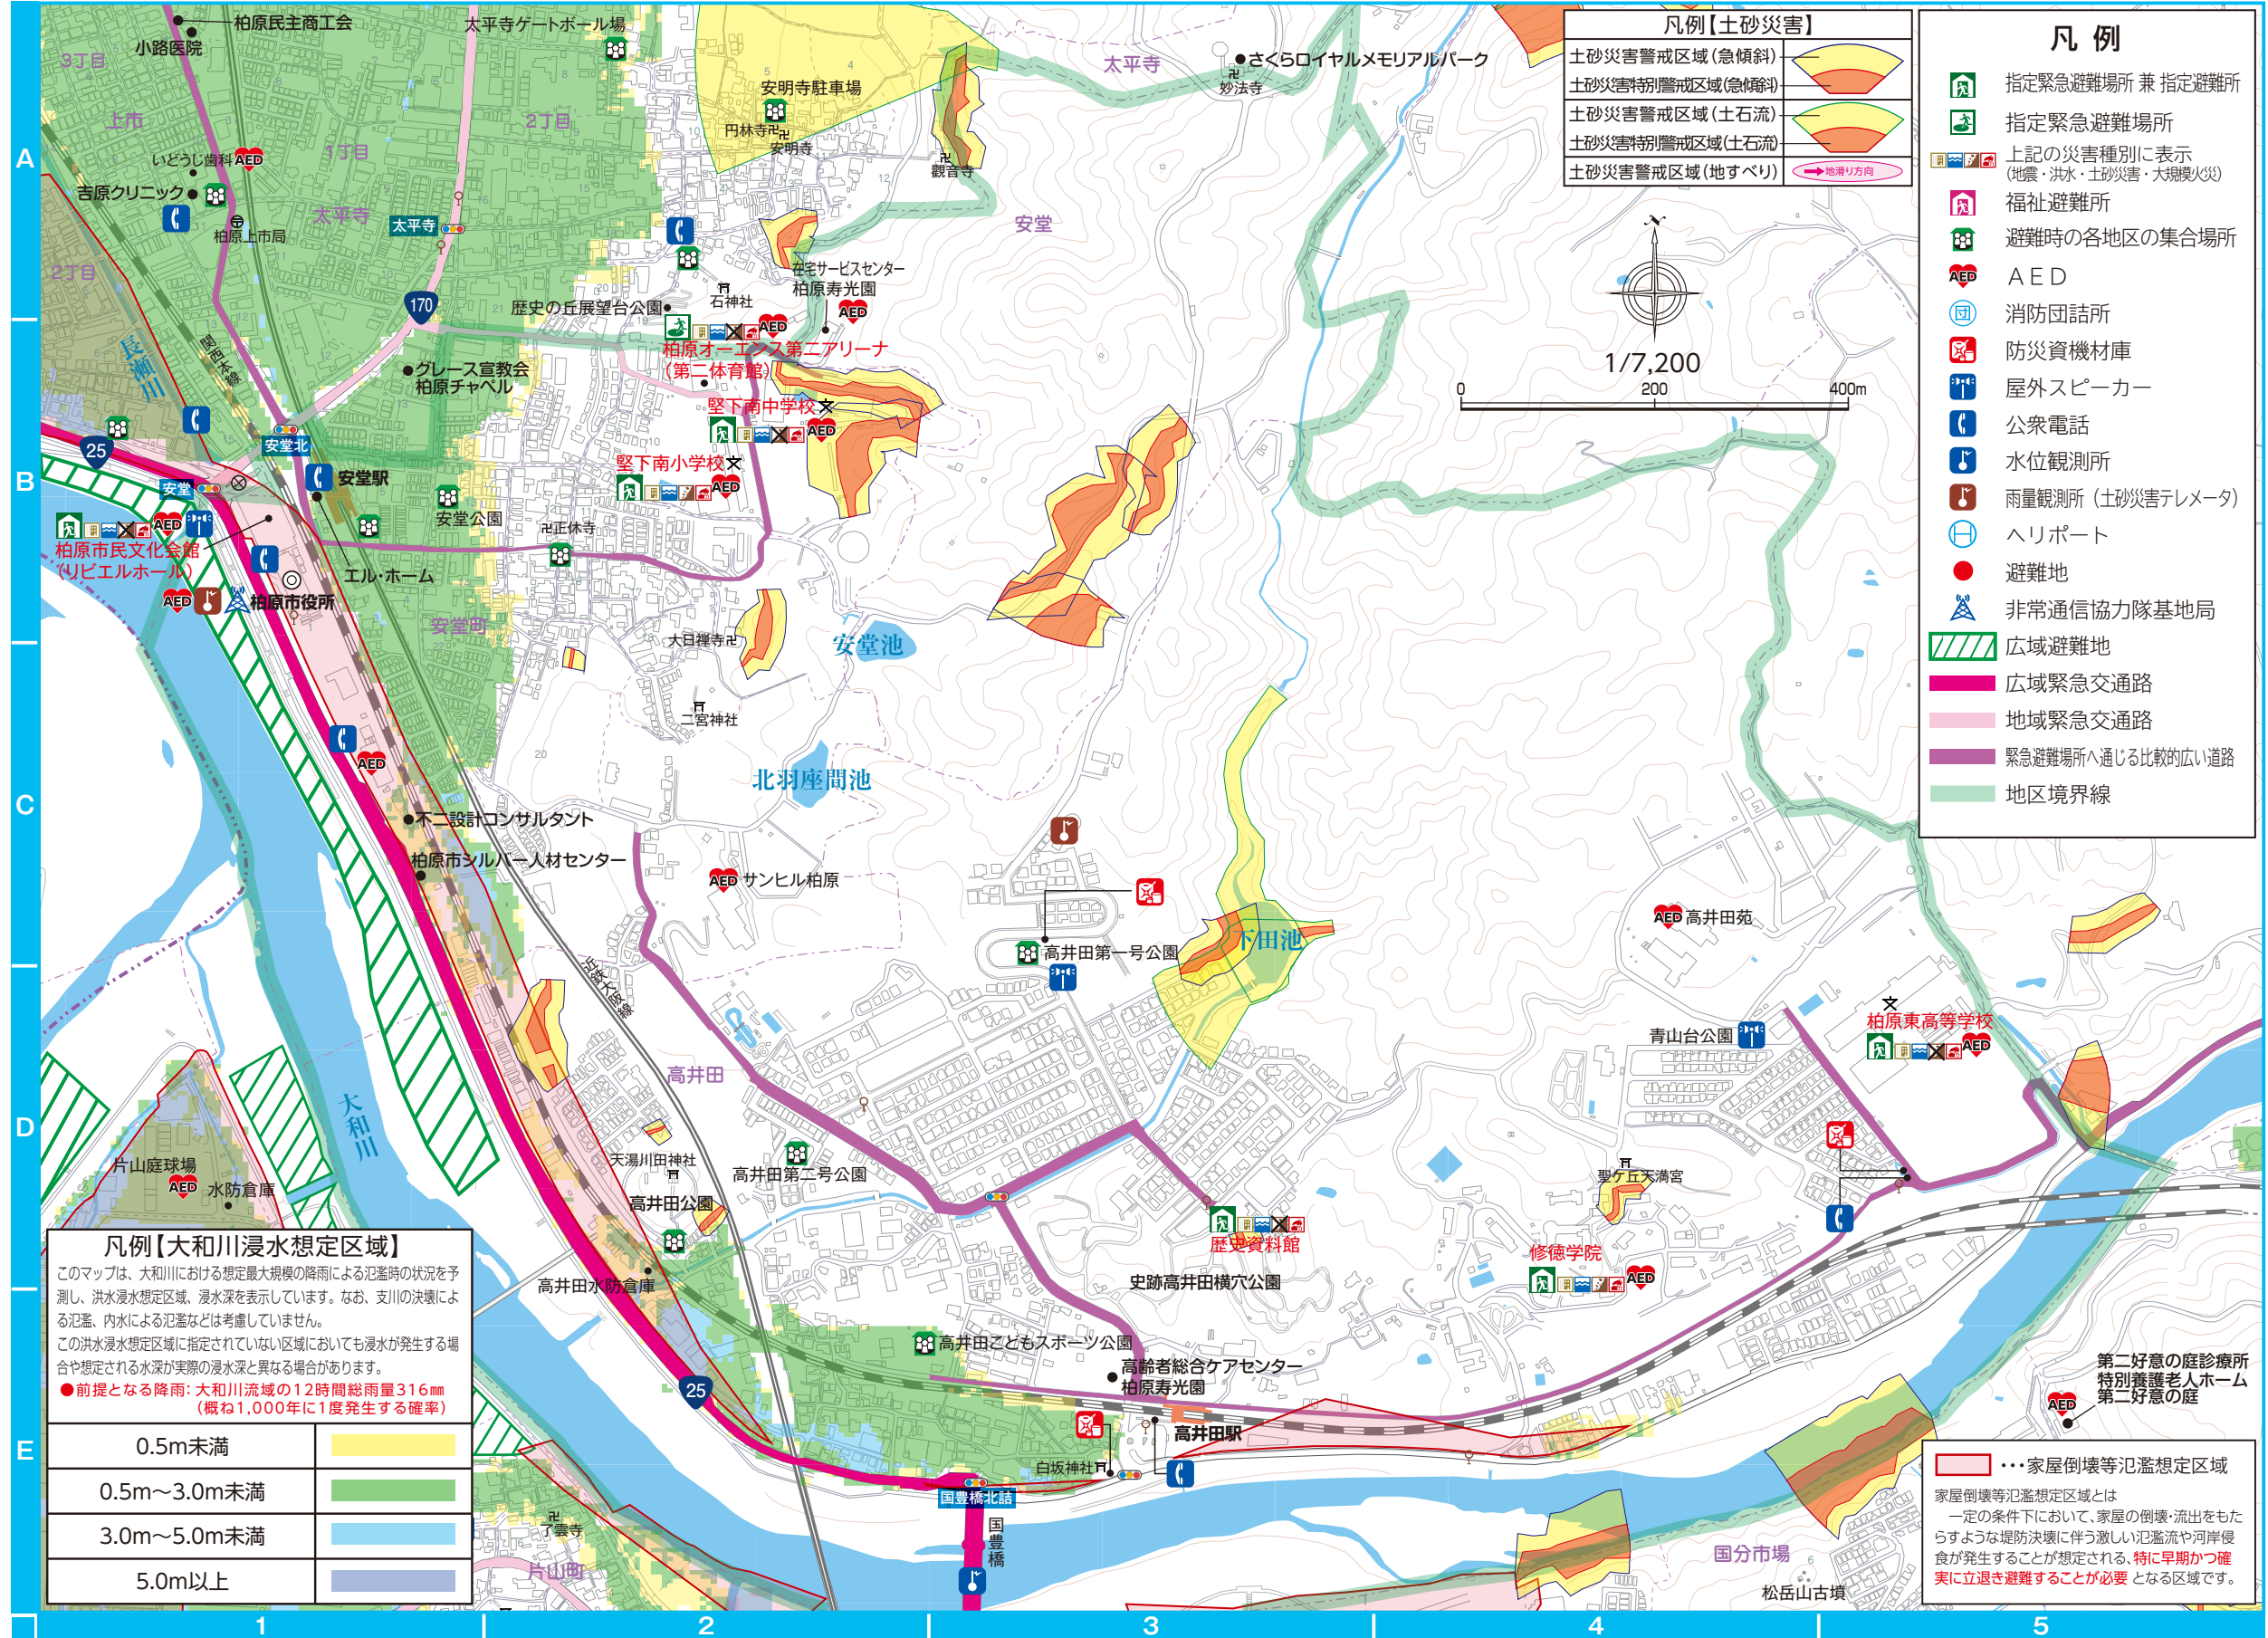 凡例【土砂災害】
土砂災害警戒区域(急傾斜)
土砂災害特別警戒区域(急傾斜)
土砂災害警戒区域(土石流)
土砂災害特別警戒区域(土石流)
土砂災害警戒区域(地すべり)
地滑り方向
凡 例
指定緊急避難場所 兼 指定避難所
指定緊急避難場所
上記の災害種別に表示
(地震・洪水・土砂災害・大規模火災)
福祉避難所
避難時の各地区の集合場所
AED
AED
消防団詰所
団
防災資機材庫
屋外スピーカー
公衆電話
水位観測所
雨量観測所（土砂災害テレメータ）
ヘリポート
避難地
非常通信協力隊基地局
広域避難地
広域緊急交通路
地域緊急交通路
緊急避難場所へ通じる比較的広い道路
地区境界線
N
1/7,200
0 200 400m
A
B
C
D
E
1 2 3 4 5
柏原民主商工会
小路医院
3丁目
上市
1丁目
2丁目
いどうじ歯科
AED
吉原クリニック
柏原上市局
太平寺
2丁目
太平寺
太平寺ゲートボール場
安明寺駐車場
円林寺
安明寺
観音寺
太平寺
さくらロイヤルメモリアルパーク
妙法寺
安堂
在宅サービスセンター
柏原寿光園
AED
石神社
歴史の丘展望台公園
AED
柏原オーエンス第二アリーナ
(第二体育館)
170
長瀬川
関西本線
グレース宣教会
柏原チャペル
堅下南中学校
AED
堅下南小学校
AED
25
安堂北
安堂駅
安堂
安堂公園
正休寺
AED
柏原市民文化会館
(リビエルホール)
エル・ホーム
AED
柏原市役所
安堂町
大日禅寺
安堂池
二宮神社
北羽座間池
AED
不二設計コンサルタント
柏原市シルバー人材センター
AED サンヒル柏原
高井田第一号公園
下田池
AED 高井田苑
近鉄大阪線
青山台公園
柏原東高等学校
AED
高井田
大和川
片山庭球場
AED
水防倉庫
天湯川田神社
高井田第二号公園
高井田公園
聖ケ丘天満宮
歴史資料館
修徳学院
AED
史跡高井田横穴公園
高井田水防倉庫
高井田こどもスポーツ公園
高齢者総合ケアセンター
柏原寿光園
25
高井田駅
白坂神社
国豊橋北詰
国豊橋
了雲寺
片山町
国分市場
松岳山古墳
第二好意の庭診療所
特別養護老人ホーム
第二好意の庭
AED
凡例【大和川浸水想定区域】
このマップは、大和川における想定最大規模の降雨による氾濫時の状況を予
測し、洪水浸水想定区域、浸水深を表示しています。なお、支川の決壊によ
る氾濫、内水による氾濫などは考慮していません。
この洪水浸水想定区域に指定されていない区域においても浸水が発生する場
合や想定される水深が実際の浸水深と異なる場合があります。
●前提となる降雨：大和川流域の12時間総雨量316㎜
（概ね1,000年に1度発生する確率）
0.5m未満
0.5m～3.0m未満
3.0m～5.0m未満
5.0m以上
…家屋倒壊等氾濫想定区域
家屋倒壊等氾濫想定区域とは
一定の条件下において、家屋の倒壊・流出をもた
らすような堤防決壊に伴う激しい氾濫流や河岸侵
食が発生することが想定される、特に早期かつ確
実に立退き避難することが必要 となる区域です。